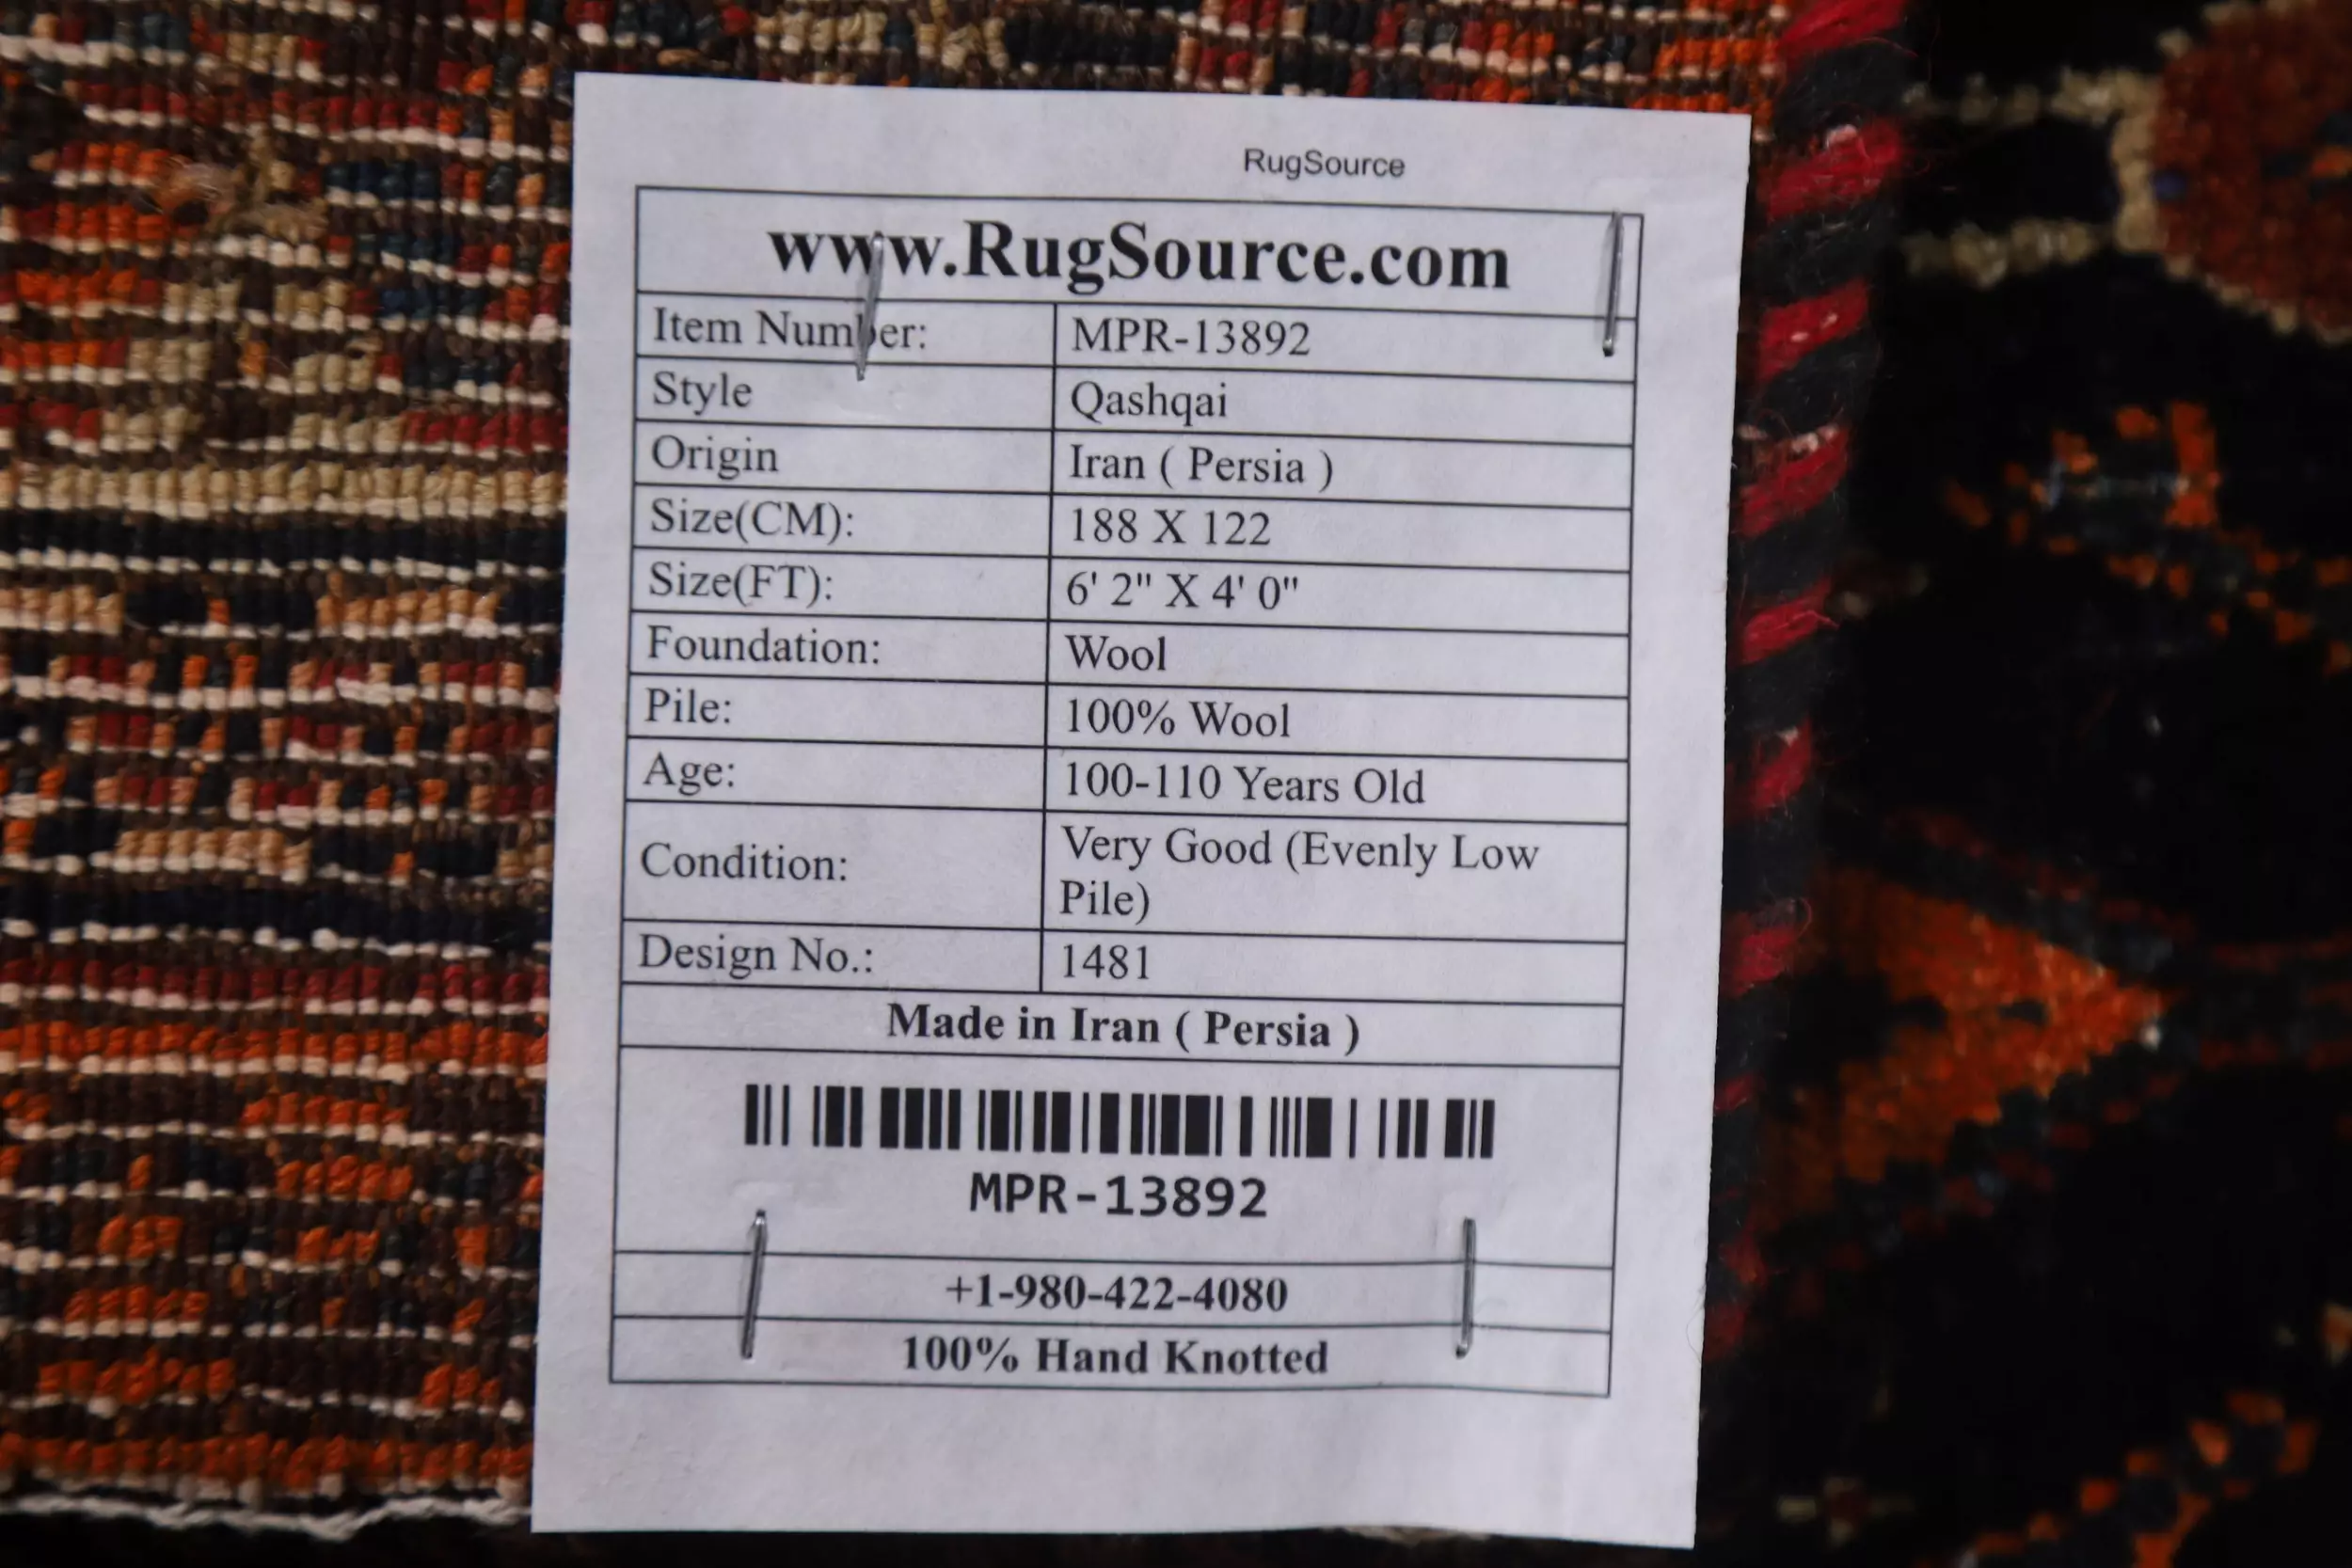 RugSource
www.RugSource.com
Item Number: MPR-13892
Style Qashqai
Origin Iran ( Persia )
Size(CM): 188 X 122
Size(FT): 6' 2" X 4' 0"
Foundation: Wool
Pile: 100% Wool
Age: 100-110 Years Old
Condition: Very Good (Evenly Low
Pile)
Design No.: 1481
Made in Iran ( Persia )
MPR-13892
+1-980-422-4080
100% Hand Knotted